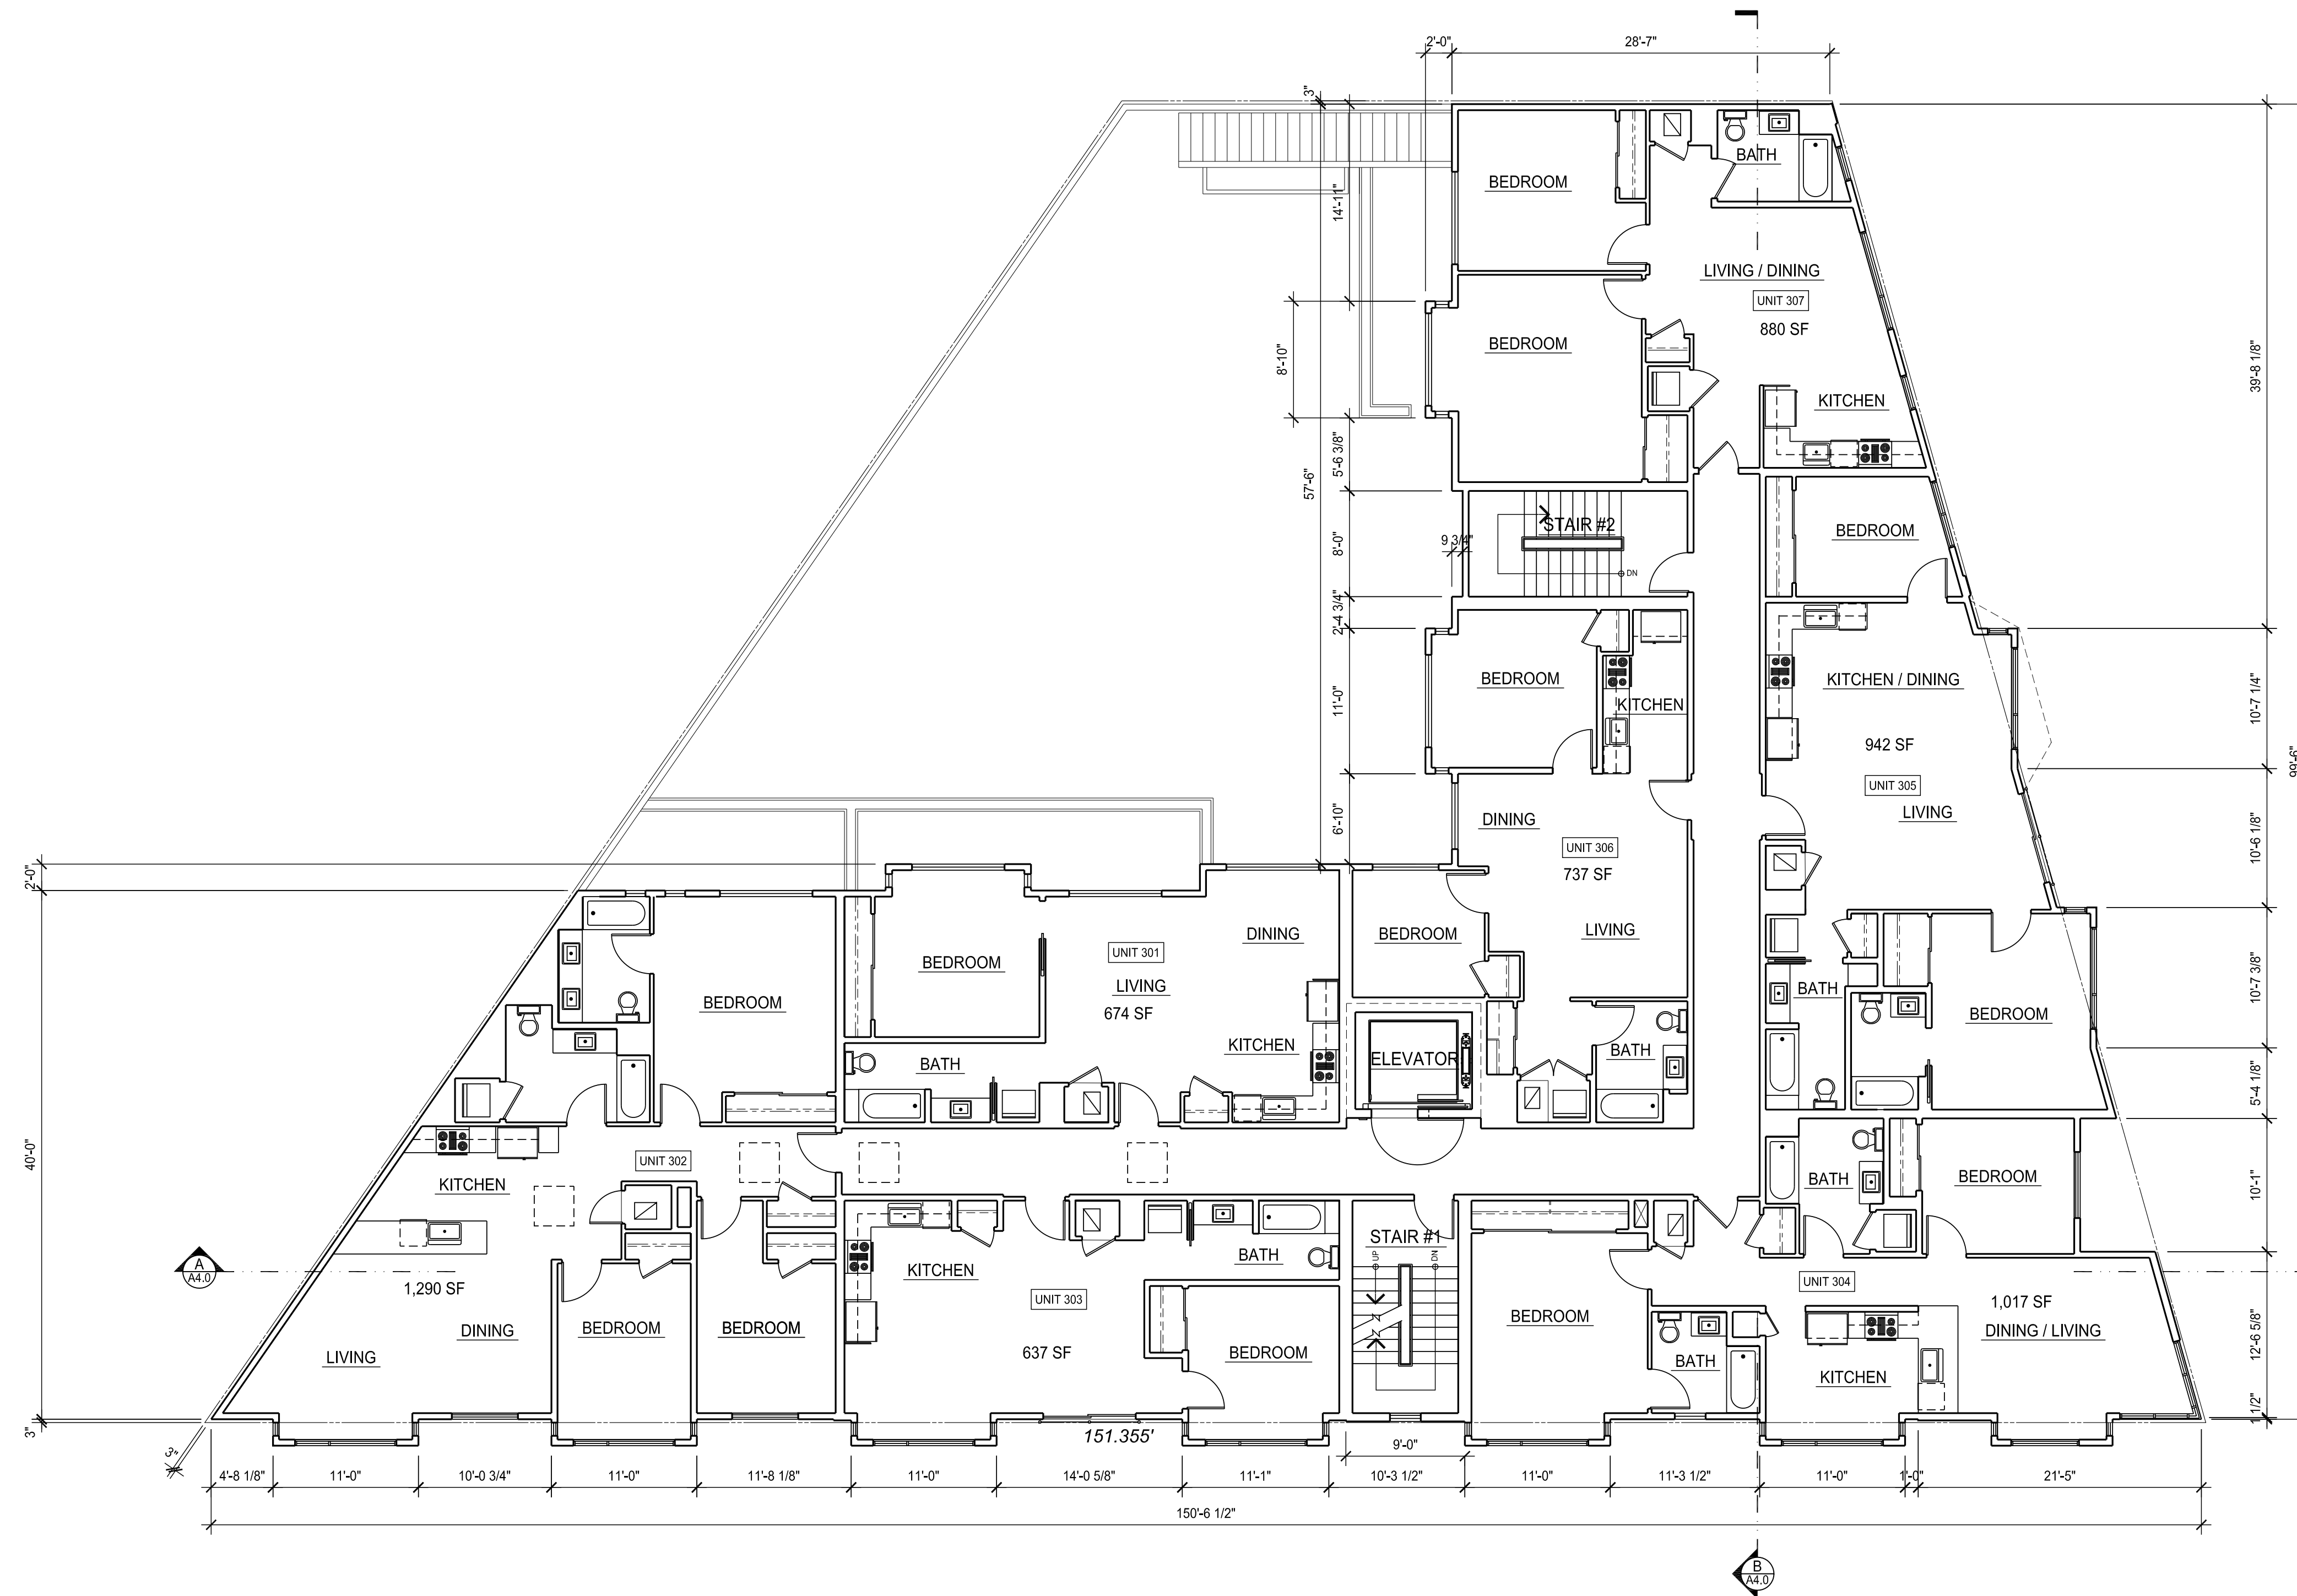 2'-0"
28'-7"
3"
BATH
BEDROOM
14'-11"
LIVING / DINING
UNIT 307
880 SF
BEDROOM
8'-10"
39'-8 1/8"
KITCHEN
5'-6 3/8"
57'-6"
STAIR #2
BEDROOM
9 3/4"
8'-0"
DN
2'-4 3/4"
BEDROOM
KITCHEN / DINING
KITCHEN
11'-0"
10'-7 1/4"
942 SF
99'-6"
UNIT 305
LIVING
DINING
6'-10"
UNIT 306
737 SF
10'-6 1/8"
2'-0"
DINING
BEDROOM
LIVING
UNIT 301
BEDROOM
LIVING
674 SF
BEDROOM
BATH
10'-7 3/8"
BEDROOM
KITCHEN
BATH
ELEVATOR
BATH
5'-4 1/8"
40'-0"
UNIT 302
KITCHEN
BATH
BEDROOM
10'-1"
STAIR #1
UP
DN
BATH
A
A4.0
KITCHEN
1,290 SF
UNIT 303
UNIT 304
1,017 SF
DINING
BEDROOM
BEDROOM
BEDROOM
DINING / LIVING
LIVING
637 SF
BEDROOM
BATH
KITCHEN
12'-6 5/8"
1 1/2"
3"
151.355'
3"
9'-0"
4'-8 1/8"
11'-0"
10'-0 3/4"
11'-0"
11'-8 1/8"
11'-0"
14'-0 5/8"
11'-1"
10'-3 1/2"
11'-0"
11'-3 1/2"
11'-0"
1'-0"
21'-5"
150'-6 1/2"
B
A4.0